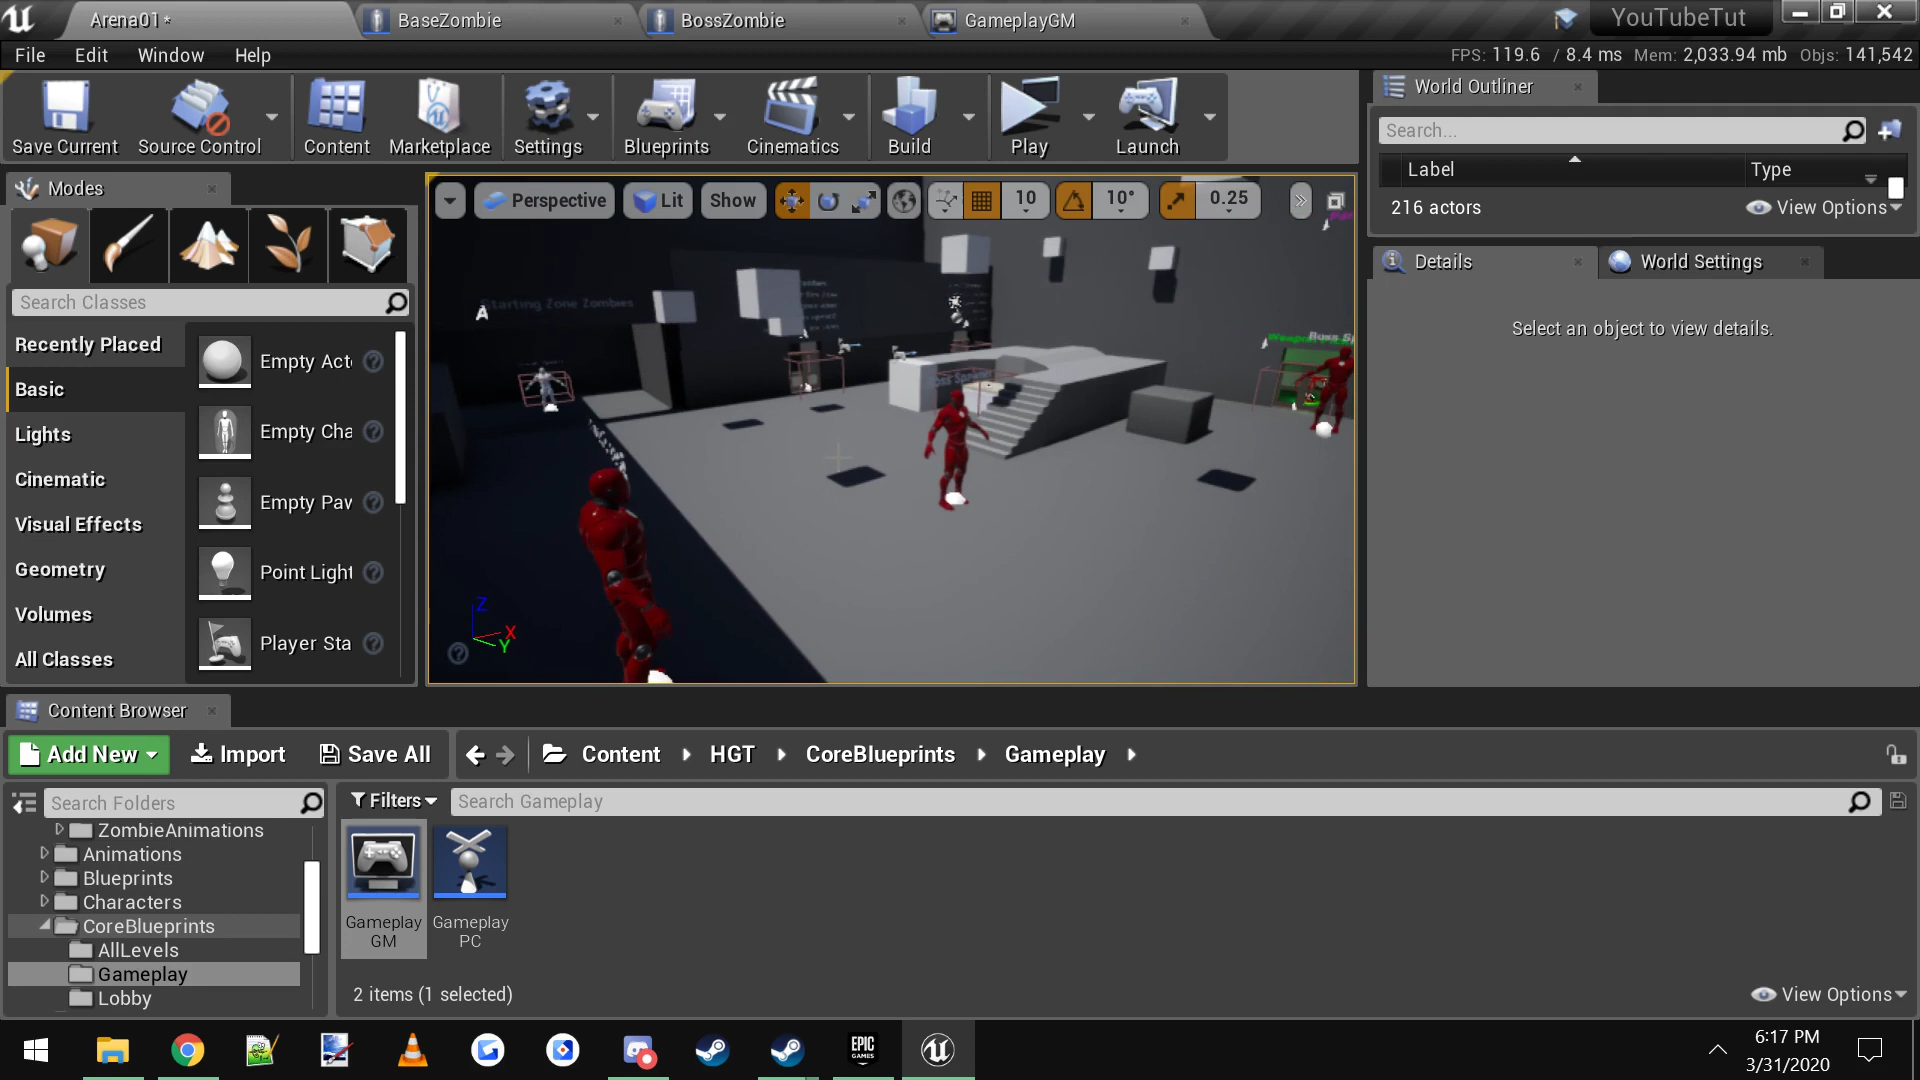 Arena01*
BaseZombie
BossZombie
GameplayGM
YouTubeTut
File Edit Window Help
FPS: 119.6 / 8.4 ms Mem: 2,033.94 mb Objs: 141,542
Save Current
Source Control
Content
Marketplace
Settings
Blueprints
Cinematics
Build
Play
Launch
World Outliner
Search...
Label
Type
216 actors
View Options
Modes
Search Classes
Recently Placed
Basic
Lights
Cinematic
Visual Effects
Geometry
Volumes
All Classes
Empty Act
Empty Cha
Empty Paw
Point Light
Player Sta
Perspective
Lit
Show
10
10°
0.25
Starting Zone Zombies
A
Z
X
Y
Details
World Settings
Select an object to view details.
Content Browser
Add New
Import
Save All
Content
HGT
CoreBlueprints
Gameplay
Search Folders
Filters
Search Gameplay
ZombieAnimations
Animations
Blueprints
Characters
CoreBlueprints
AllLevels
Gameplay
Lobby
Gameplay
GM
Gameplay
PC
2 items (1 selected)
View Options
EPIC
GAMES
6:17 PM
3/31/2020